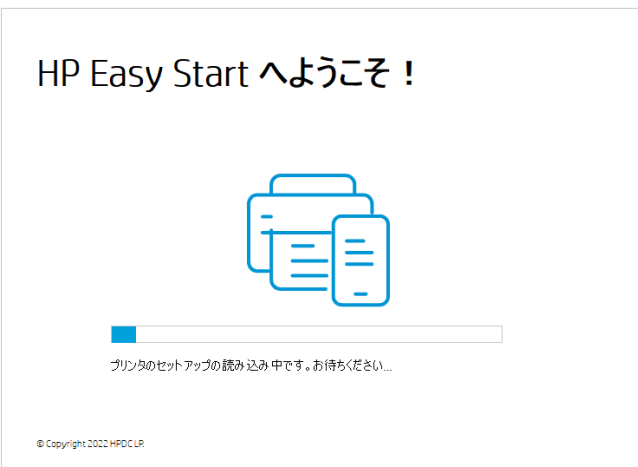 HP Easy Start へようこそ！
プリンタのセットアップの読み込み中です。お待ちください...
© Copyright 2022 HPDC LP.